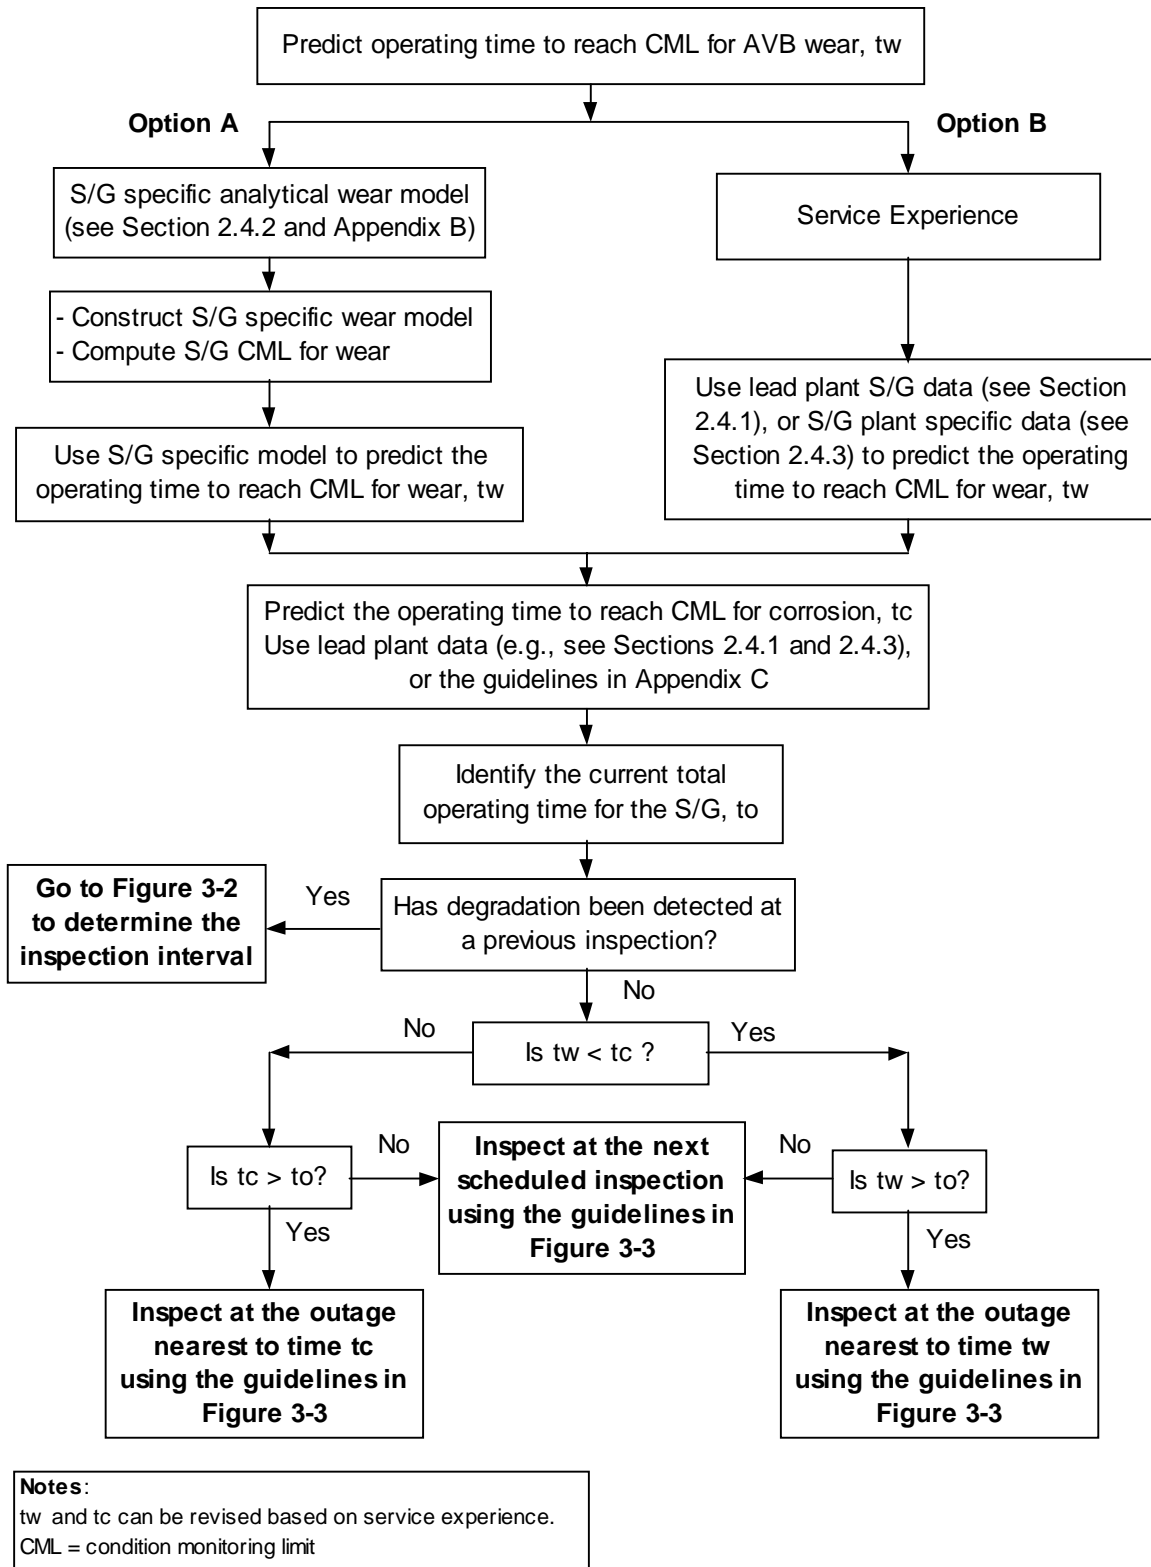 Predict operating time to reach CML for AVB wear, tw
Option A
Option B
S/G specific analytical wear model
(see Section 2.4.2 and Appendix B)
Service Experience
- Construct S/G specific wear model
- Compute S/G CML for wear
Use S/G specific model to predict the
operating time to reach CML for wear, tw
Use lead plant S/G data (see Section
2.4.1), or S/G plant specific data (see
Section 2.4.3) to predict the operating
time to reach CML for wear, tw
Predict the operating time to reach CML for corrosion, tc
Use lead plant data (e.g., see Sections 2.4.1 and 2.4.3),
or the guidelines in Appendix C
Identify the current total
operating time for the S/G, to
Has degradation been detected at
a previous inspection?
Yes
Go to Figure 3-2
to determine the
inspection interval
No
Is tw < tc ?
No
Yes
Is tc > to?
No
Inspect at the next
scheduled inspection
using the guidelines in
Figure 3-3
No
Is tw > to?
Yes
Yes
Inspect at the outage
nearest to time tc
using the guidelines in
Figure 3-3
Inspect at the outage
nearest to time tw
using the guidelines in
Figure 3-3
Notes:
tw and tc can be revised based on service experience.
CML = condition monitoring limit